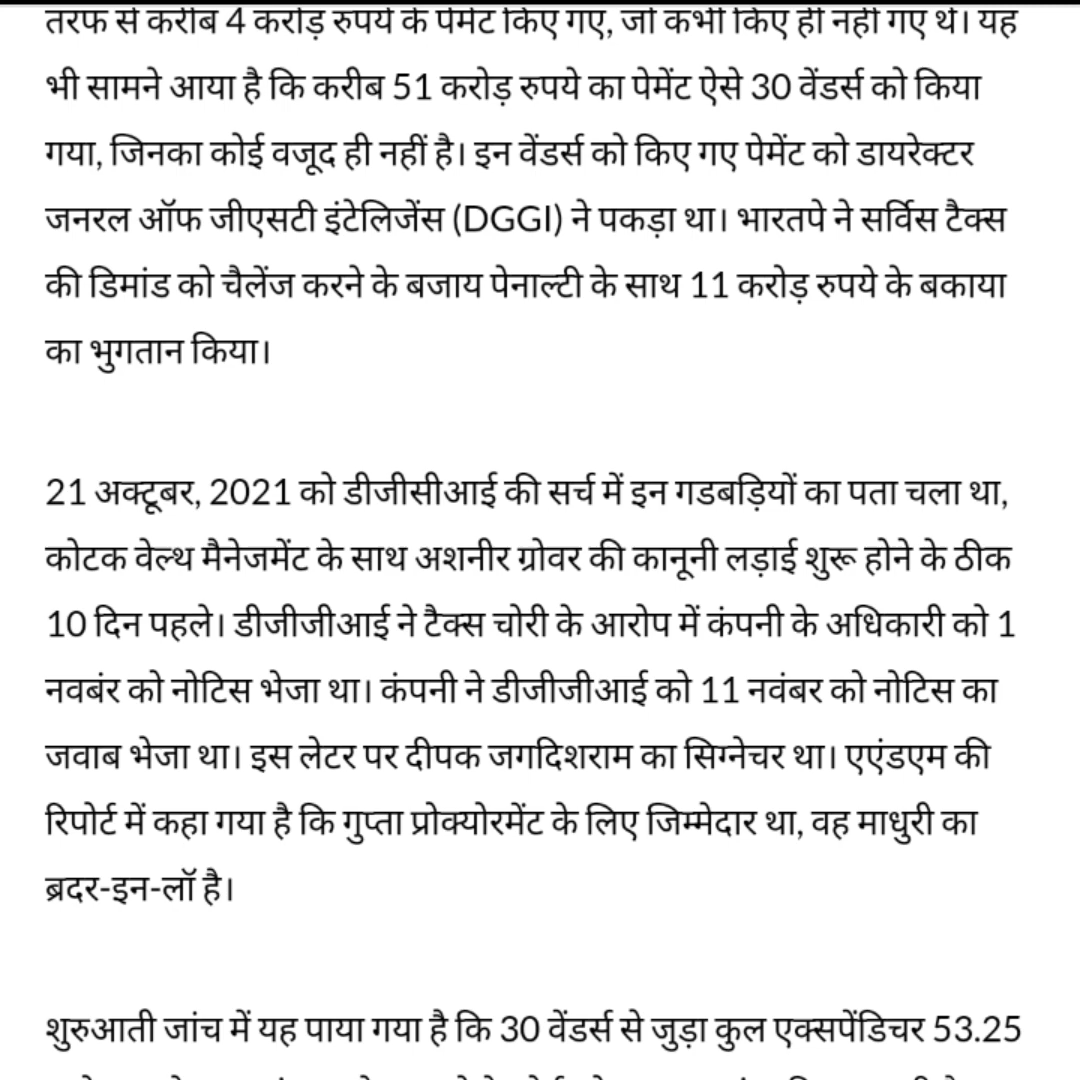 तरफ से करीब 4 करोड़ रुपये के पेमेंट किए गए, जो कभी किए ही नहीं गए थे। यह
भी सामने आया है कि करीब 51 करोड़ रुपये का पेमेंट ऐसे 30 वेंडर्स को किया
गया, जिनका कोई वजूद ही नहीं है। इन वेंडर्स को किए गए पेमेंट को डायरेक्टर
जनरल ऑफ जीएसटी इंटेलिजेंस (DGGI) ने पकड़ा था। भारतपे ने सर्विस टैक्स
की डिमांड को चैलेंज करने के बजाय पेनाल्टी के साथ 11 करोड़ रुपये के बकाया
का भुगतान किया।
21 अक्टूबर, 2021 को डीजीसीआई की सर्च में इन गडबड़ियों का पता चला था,
कोटक वेल्थ मैनेजमेंट के साथ अशनीर ग्रोवर की कानूनी लड़ाई शुरू होने के ठीक
10 दिन पहले। डीजीजीआई ने टैक्स चोरी के आरोप में कंपनी के अधिकारी को 1
नवबंर को नोटिस भेजा था। कंपनी ने डीजीजीआई को 11 नवंबर को नोटिस का
जवाब भेजा था। इस लेटर पर दीपक जगदिशराम का सिग्नेचर था। एएंडएम की
रिपोर्ट में कहा गया है कि गुप्ता प्रोक्योरमेंट के लिए जिम्मेदार था, वह माधुरी का
ब्रदर-इन-लॉ है।
शुरुआती जांच में यह पाया गया है कि 30 वेंडर्स से जुड़ा कुल एक्सपेंडिचर 53.25